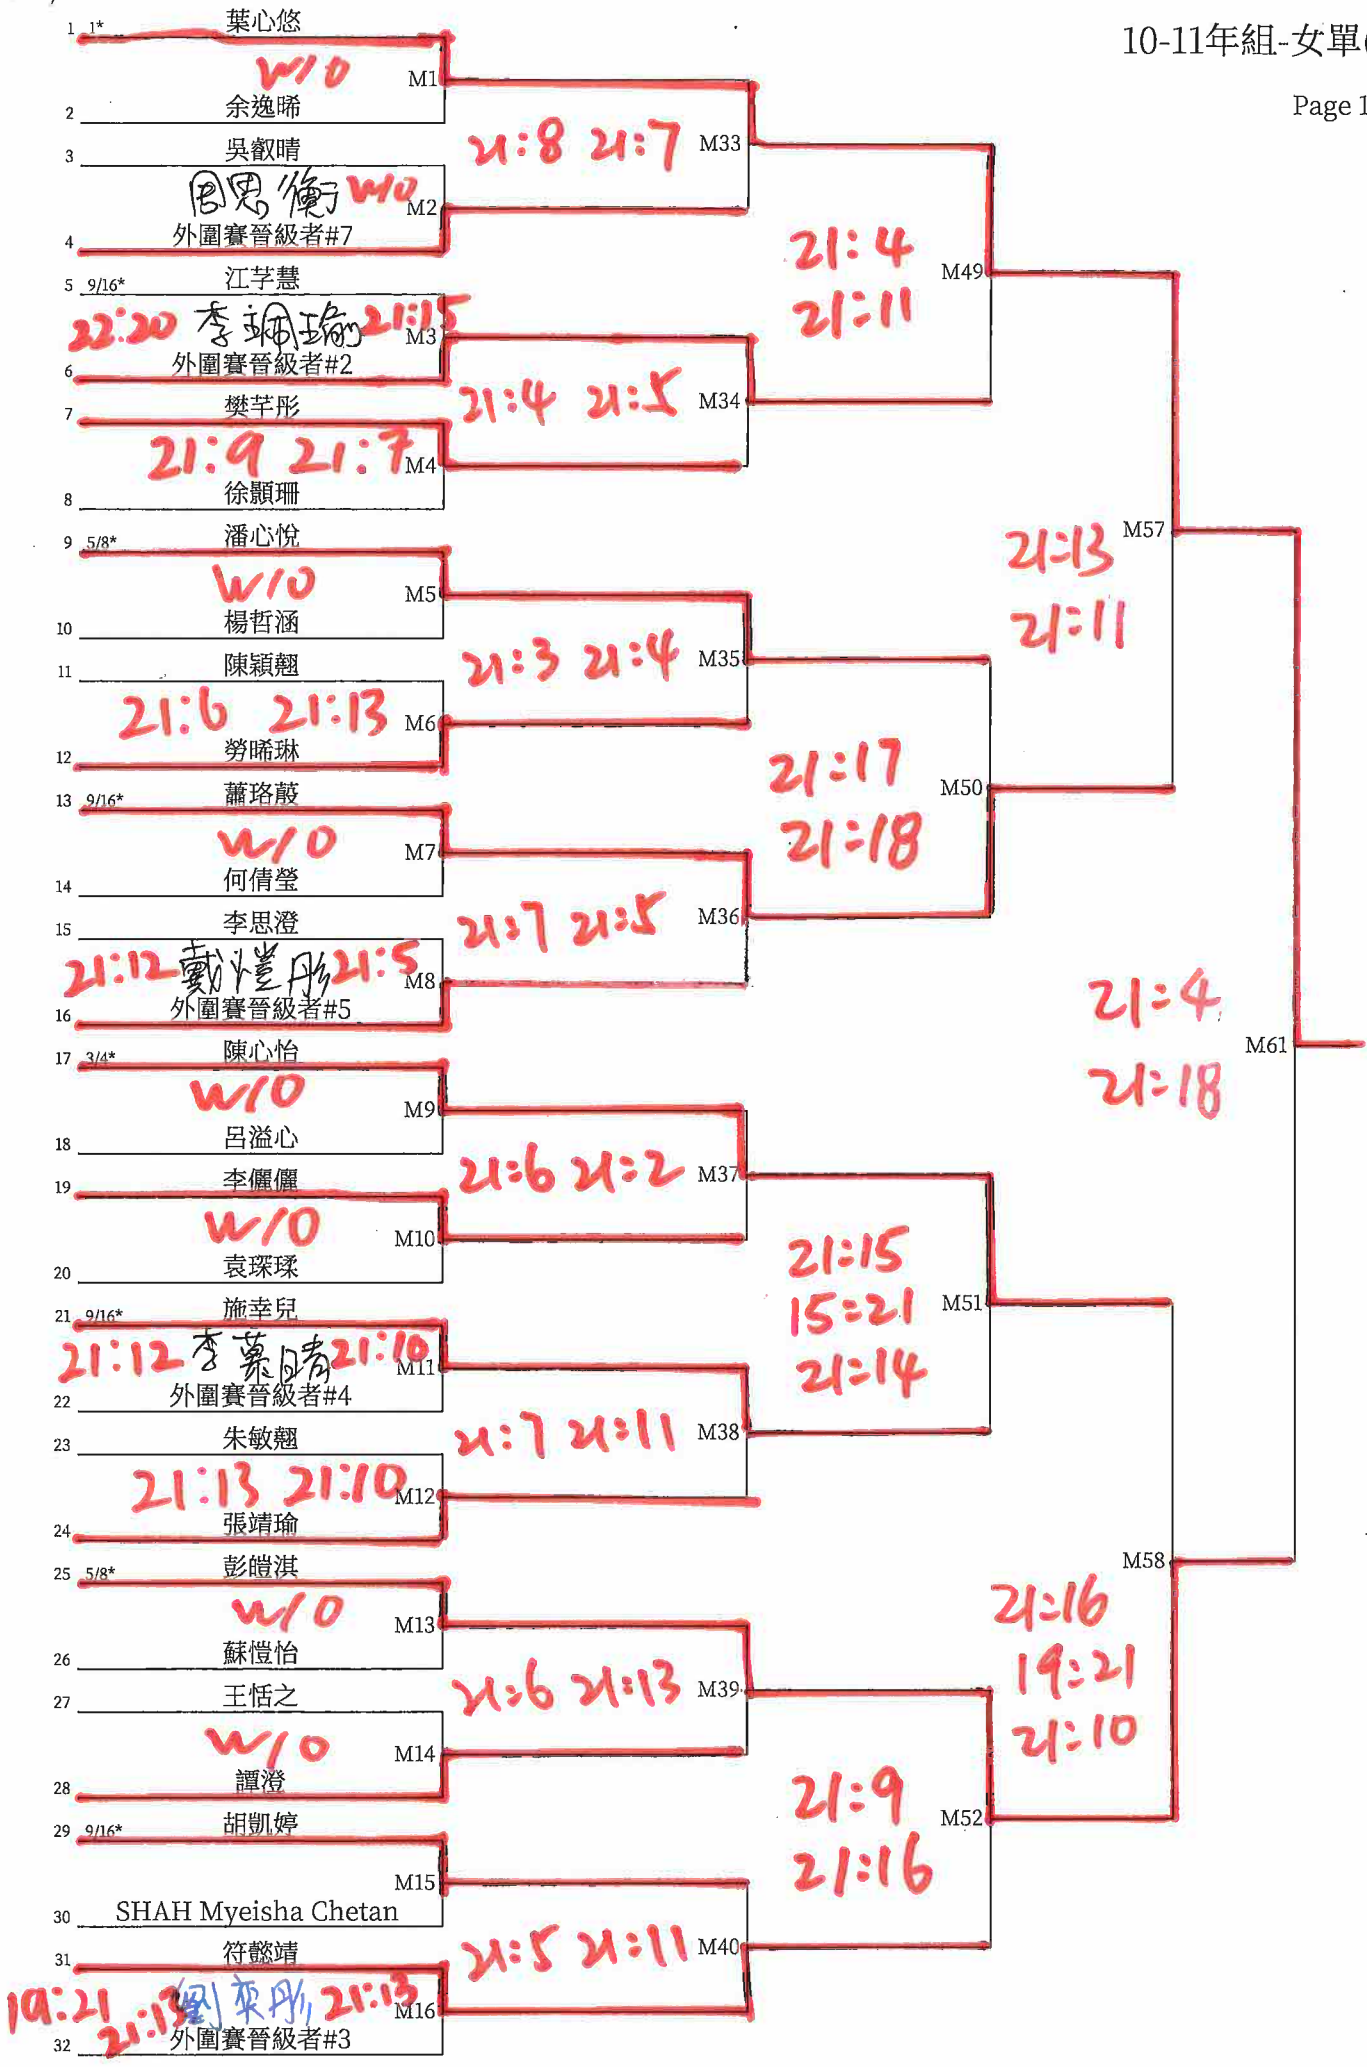 10-11年組-女單
Page 1
1 1* 葉心悠
W/O M1
2 余逸晞
21:8 21:7 M33
3 吳叡晴
周思衡 W/O M2
外圍賽晉級者#7
4
21:4 M49
21:11
5 9/16* 江芓慧
22:20 李珮瑜 21:15 M3
外圍賽晉級者#2
6
21:4 21:5 M34
7 樊芊彤
21:9 21:7 M4
8 徐顥珊
9 5/8* 潘心悅
21:13 M57
21:11
W/O M5
10 楊哲涵
21:3 21:4 M35
11 陳穎翹
21:6 21:13 M6
12 勞晞琳
21:17 M50
21:18
13 9/16* 蕭珞蔎
W/O M7
14 何倩瑩
21:7 21:5 M36
15 李思澄
21:12 戴愷彤 21:5 M8
外圍賽晉級者#5
16
21:4 M61
21:18
17 3/4* 陳心怡
W/O M9
18 呂溢心
21:6 21:2 M37
19 李儷儷
W/O M10
20 袁琛瑈
21:15
15:21 M51
21:14
21 9/16* 施幸兒
21:12 李慕晴 21:10 M11
外圍賽晉級者#4
22
21:7 21:11 M38
23 朱敏翹
21:13 21:10 M12
24 張靖瑜
M58
21:16
19:21
21:10
25 5/8* 彭皚淇
W/O M13
26 蘇愷怡
21:6 21:13 M39
27 王恬之
W/O M14
28 譚澄
21:9 M52
21:16
29 9/16* 胡凱婷
M15
30 SHAH Myeisha Chetan
21:5 21:11 M40
31 符懿靖
19:21 21:13 劉奕彤 21:13 M16
32 外圍賽晉級者#3